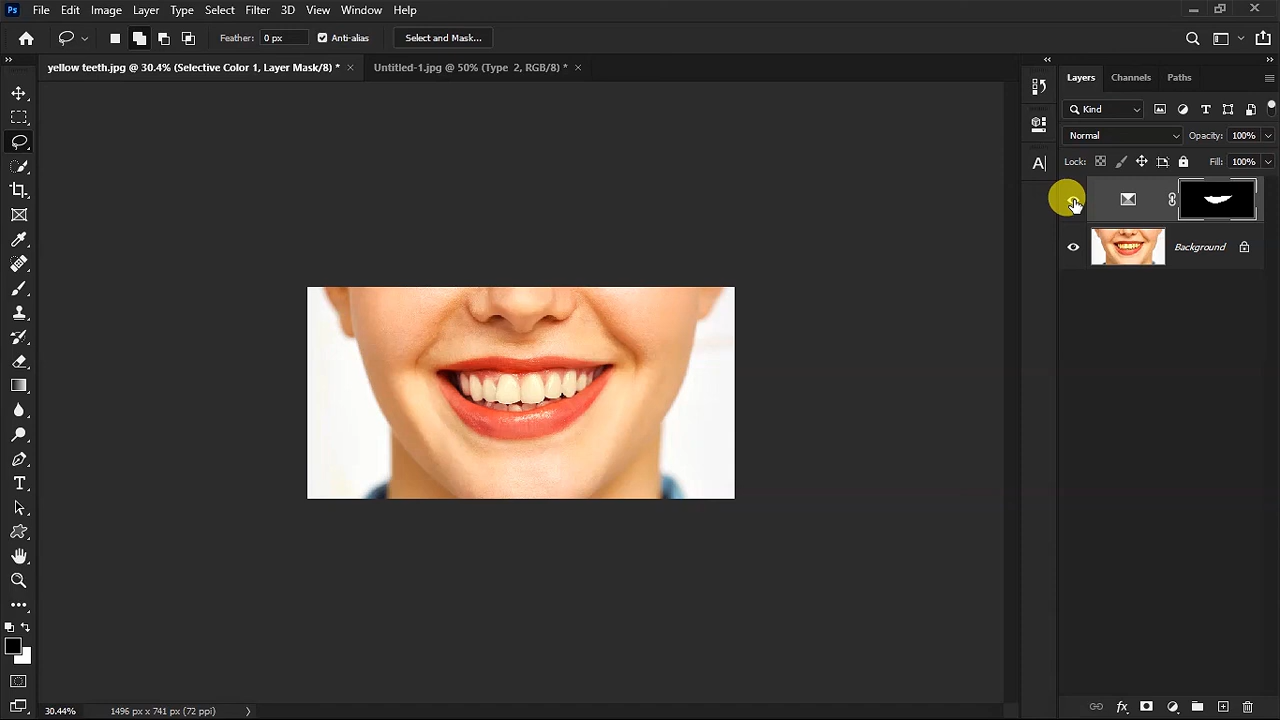 Ps File Edit Image Layer Type Select Filter 3D View Window Help
Feather: 0 px Anti-alias Select and Mask...
yellow teeth.jpg @ 30.4% (Selective Color 1, Layer Mask/8) * × Untitled-1.jpg @ 50% (Type 2, RGB/8) * ×
Layers Channels Paths
Kind
Normal Opacity: 100%
Lock: Fill: 100%
Background
30.44% 1496 px x 741 px (72 ppi)